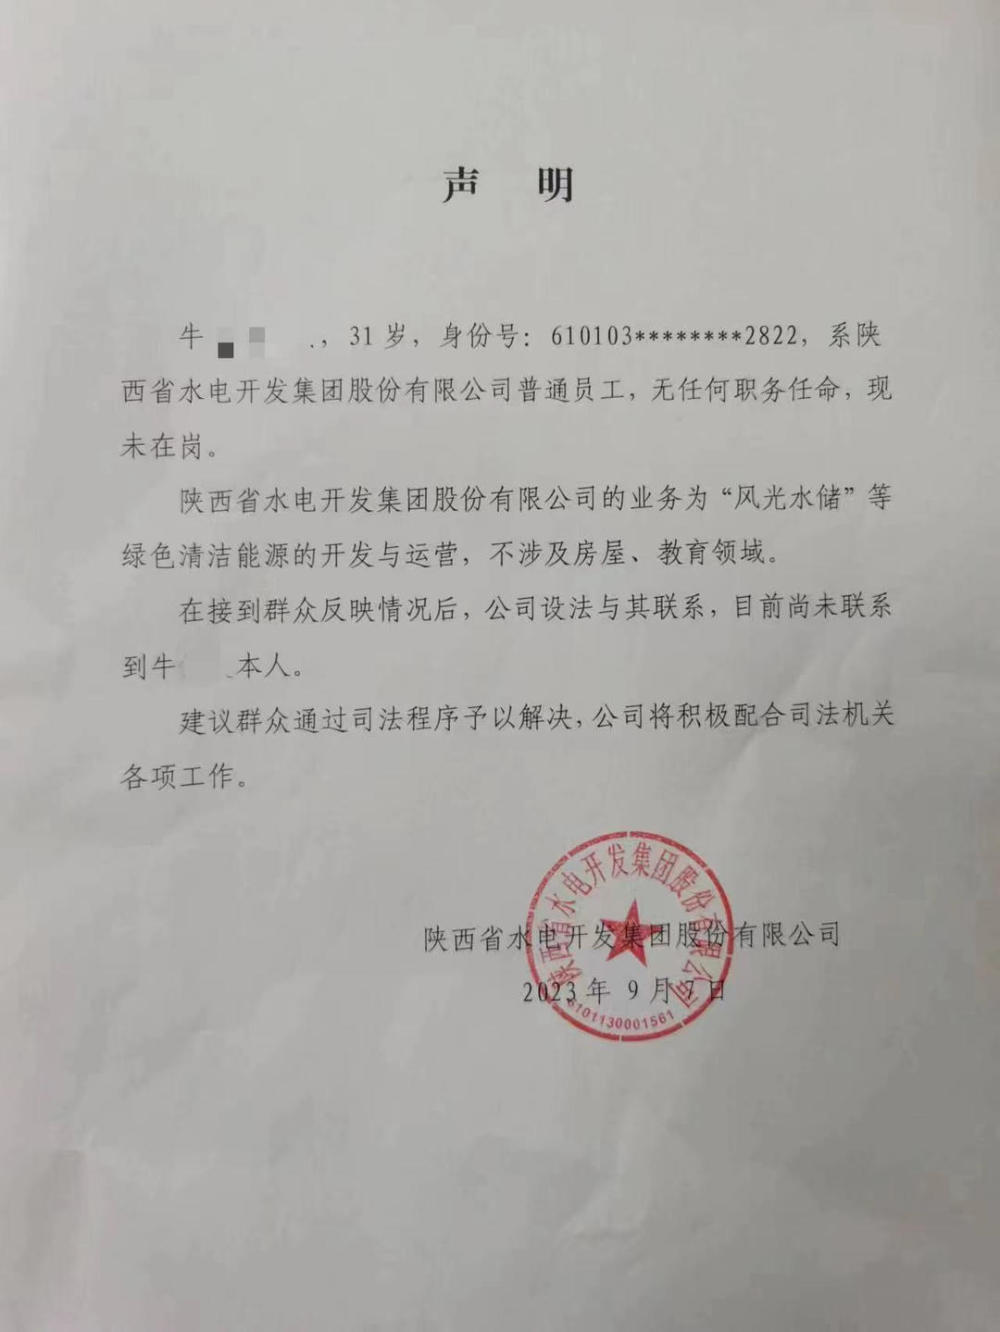 声 明
牛 ，31岁，身份号：610103********2822，系陕
西省水电开发集团股份有限公司普通员工，无任何职务任命，现
未在岗。
陕西省水电开发集团股份有限公司的业务为“风光水储”等
绿色清洁能源的开发与运营，不涉及房屋、教育领域。
在接到群众反映情况后，公司设法与其联系，目前尚未联系
到牛 本人。
建议群众通过司法程序予以解决，公司将积极配合司法机关
各项工作。
陕西省水电开发集团股份有限公司
2023年 9月7日
陕西省水电开发集团股份有限公司
6101130001561